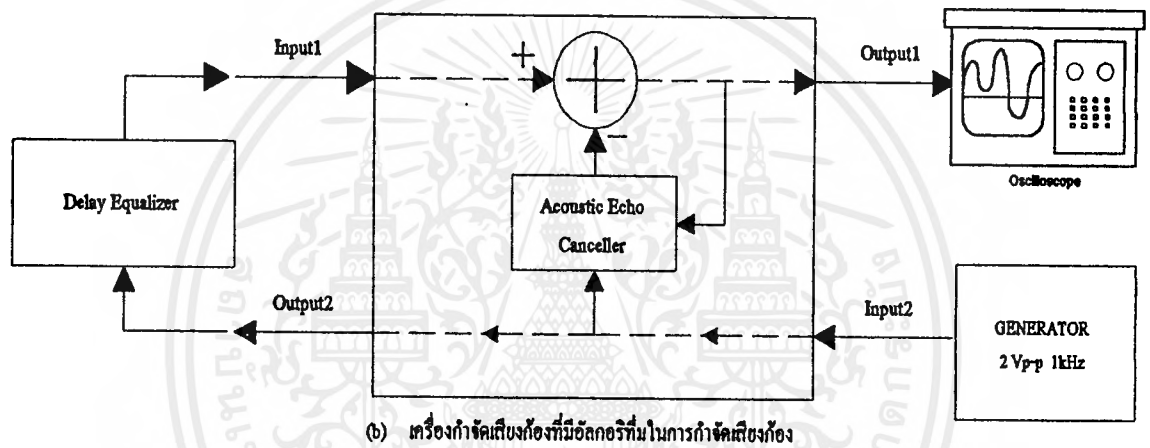 Input1
Output1
+
−
Delay Equalizer
Acoustic Echo
Canceller
Oscilloscope
Output2
Input2
GENERATOR
2 Vp-p 1kHz
(b) เครื่องกำจัดเสียงก้องที่มีอัลกอริที่มในการกำจัดเสียงก้อง